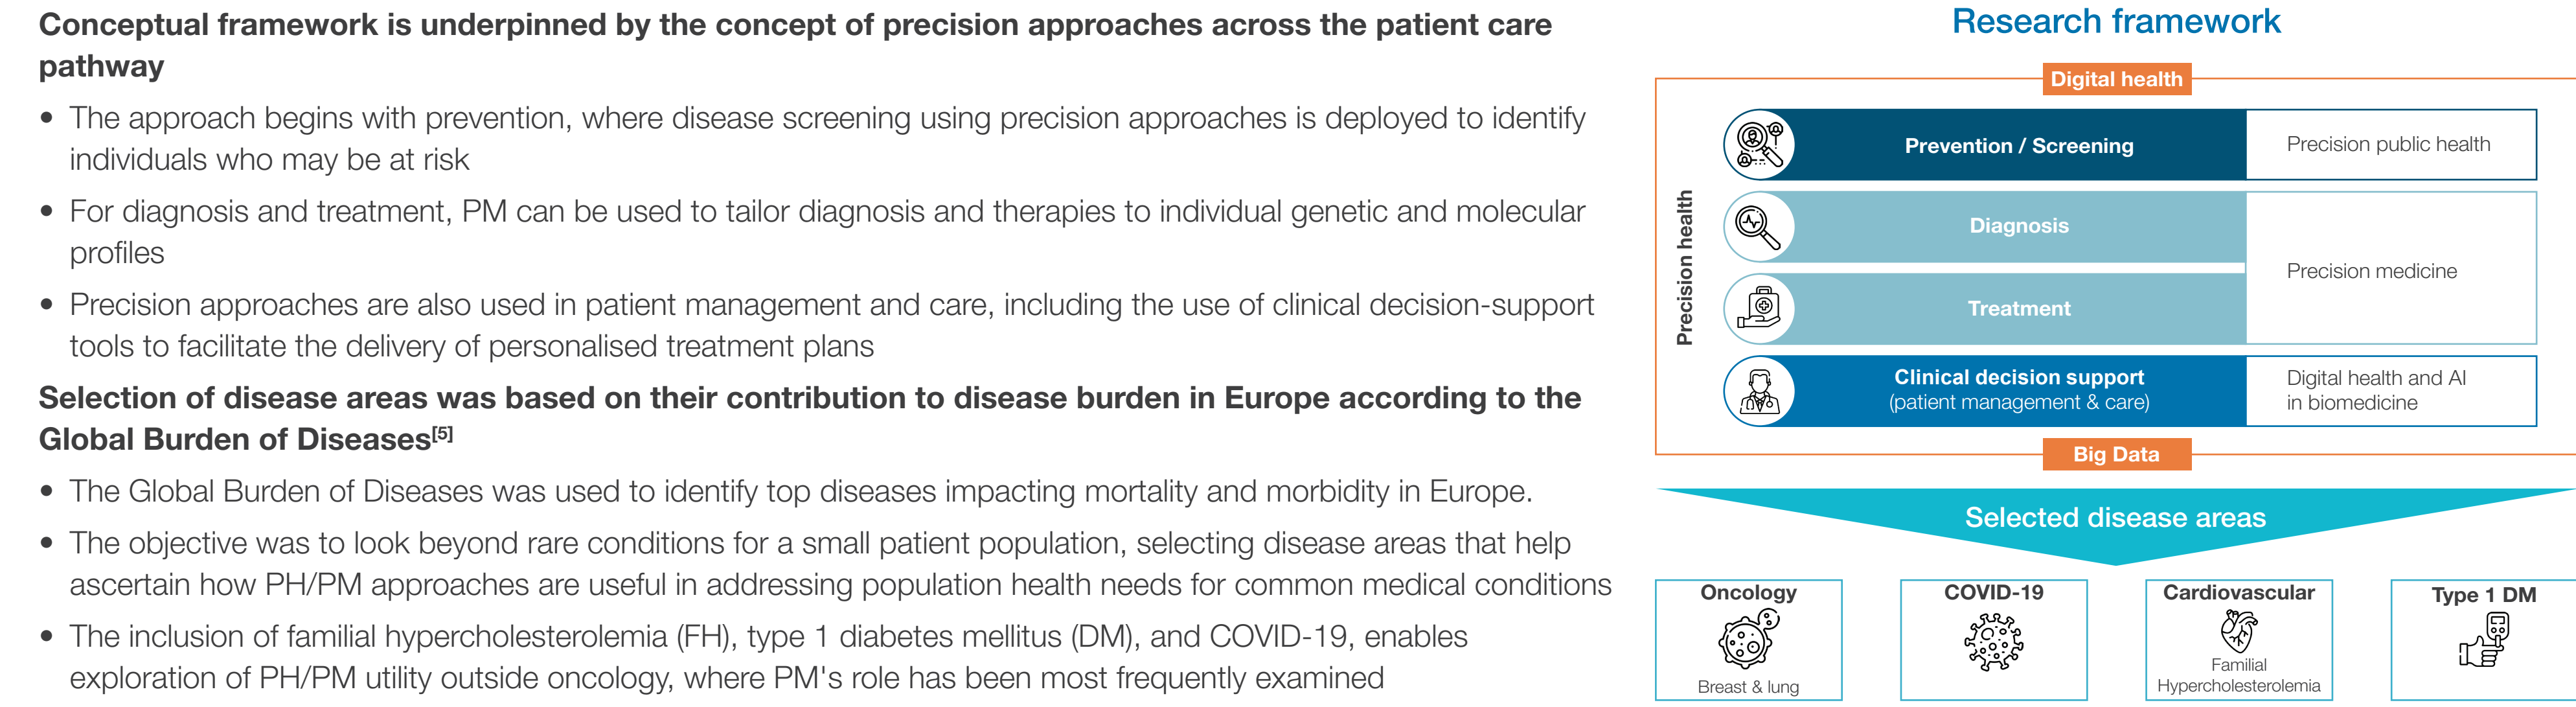 Conceptual framework is underpinned by the concept of precision approaches across the patient care
pathway
• The approach begins with prevention, where disease screening using precision approaches is deployed to identify
individuals who may be at risk
• For diagnosis and treatment, PM can be used to tailor diagnosis and therapies to individual genetic and molecular
profiles
• Precision approaches are also used in patient management and care, including the use of clinical decision-support
tools to facilitate the delivery of personalised treatment plans
Selection of disease areas was based on their contribution to disease burden in Europe according to the
Global Burden of Diseases[5]
• The Global Burden of Diseases was used to identify top diseases impacting mortality and morbidity in Europe.
• The objective was to look beyond rare conditions for a small patient population, selecting disease areas that help
ascertain how PH/PM approaches are useful in addressing population health needs for common medical conditions
• The inclusion of familial hypercholesterolemia (FH), type 1 diabetes mellitus (DM), and COVID-19, enables
exploration of PH/PM utility outside oncology, where PM's role has been most frequently examined
Research framework
Digital health
Precision health
Prevention / Screening
Precision public health
Diagnosis
Treatment
Precision medicine
Clinical decision support
(patient management & care)
Digital health and AI
in biomedicine
Big Data
Selected disease areas
Oncology
Breast & lung
COVID-19
Cardiovascular
Familial
Hypercholesterolemia
Type 1 DM